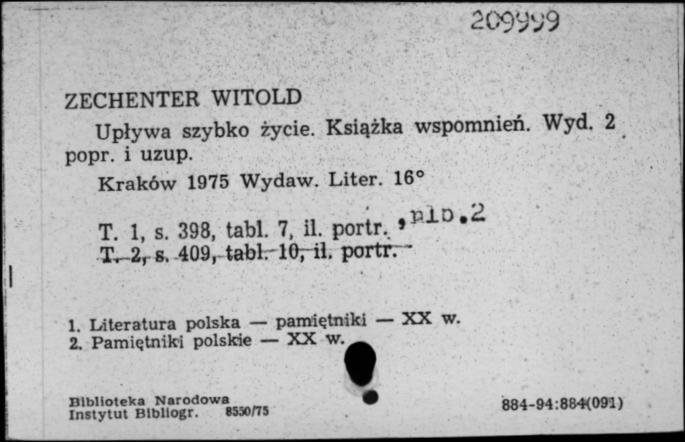 209999
ZECHENTER WITOLD
Upływa szybko życie. Książka wspomnień. Wyd. 2
popr. i uzup.
Kraków 1975 Wydaw. Liter. 16°
T. 1, s. 398, tabl. 7, il. portr., nlb.2
T. 2, s. 409, tabl. 10, il. portr.
1. Literatura polska — pamiętniki — XX w.
2. Pamiętniki polskie — XX w.
Biblioteka Narodowa
Instytut Bibliogr. 8550/75
884-94:884(091)